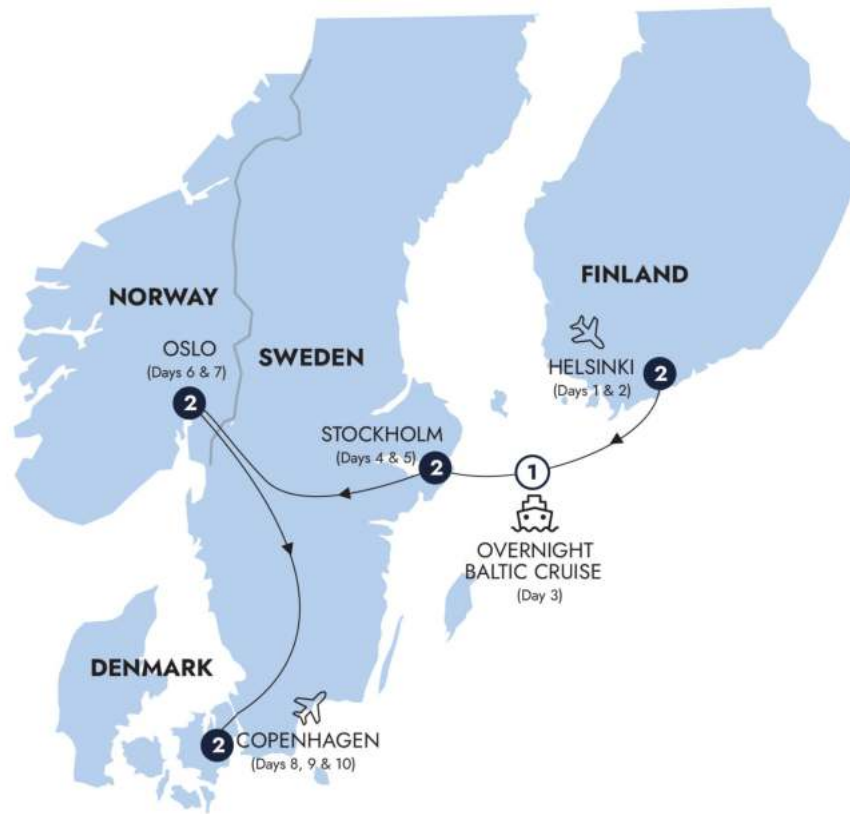 FINLAND
NORWAY
OSLO
(Days 6 & 7)
2
SWEDEN
HELSINKI
(Days 1 & 2)
2
STOCKHOLM
(Days 4 & 5)
2
1
OVERNIGHT
BALTIC CRUISE
(Day 3)
DENMARK
2
COPENHAGEN
(Days 8, 9 & 10)